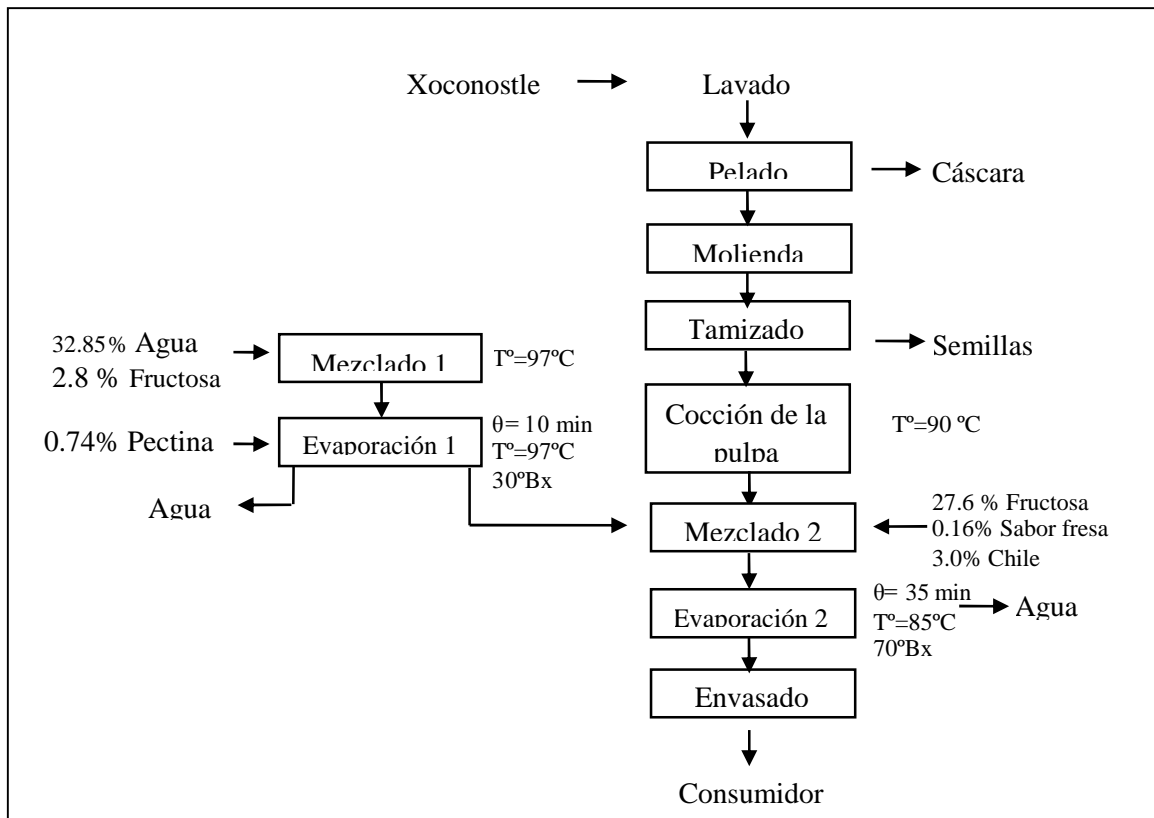 Xoconostle
Lavado
Pelado
Cáscara
Molienda
Tamizado
Semillas
32.85% Agua
2.8 % Fructosa
Mezclado 1
Tº=97ºC
Cocción de la
pulpa
Tº=90 ºC
0.74% Pectina
Evaporación 1
θ= 10 min
Tº=97ºC
30ºBx
Agua
Mezclado 2
27.6 % Fructosa
0.16% Sabor fresa
3.0% Chile
Evaporación 2
θ= 35 min
Tº=85ºC
70ºBx
Agua
Envasado
Consumidor